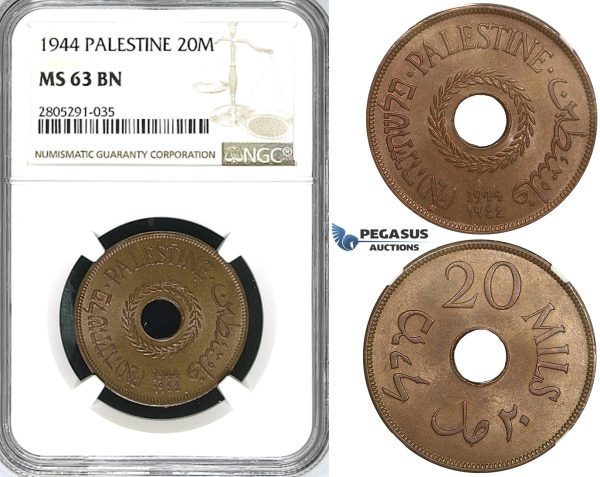 1944 PALESTINE 20M
MS 63 BN
2805291-035
NUMISMATIC GUARANTY CORPORATION
NGC®
PALESTINE
فلسطين
פלשתינה (א״י)
1944
١٩٤٤
PALESTINE
فلسطين
פלשתינה (א״י)
1944
١٩٤٤
PEGASUS
AUCTIONS
20 MILS
٢٠ مل
20 מיל